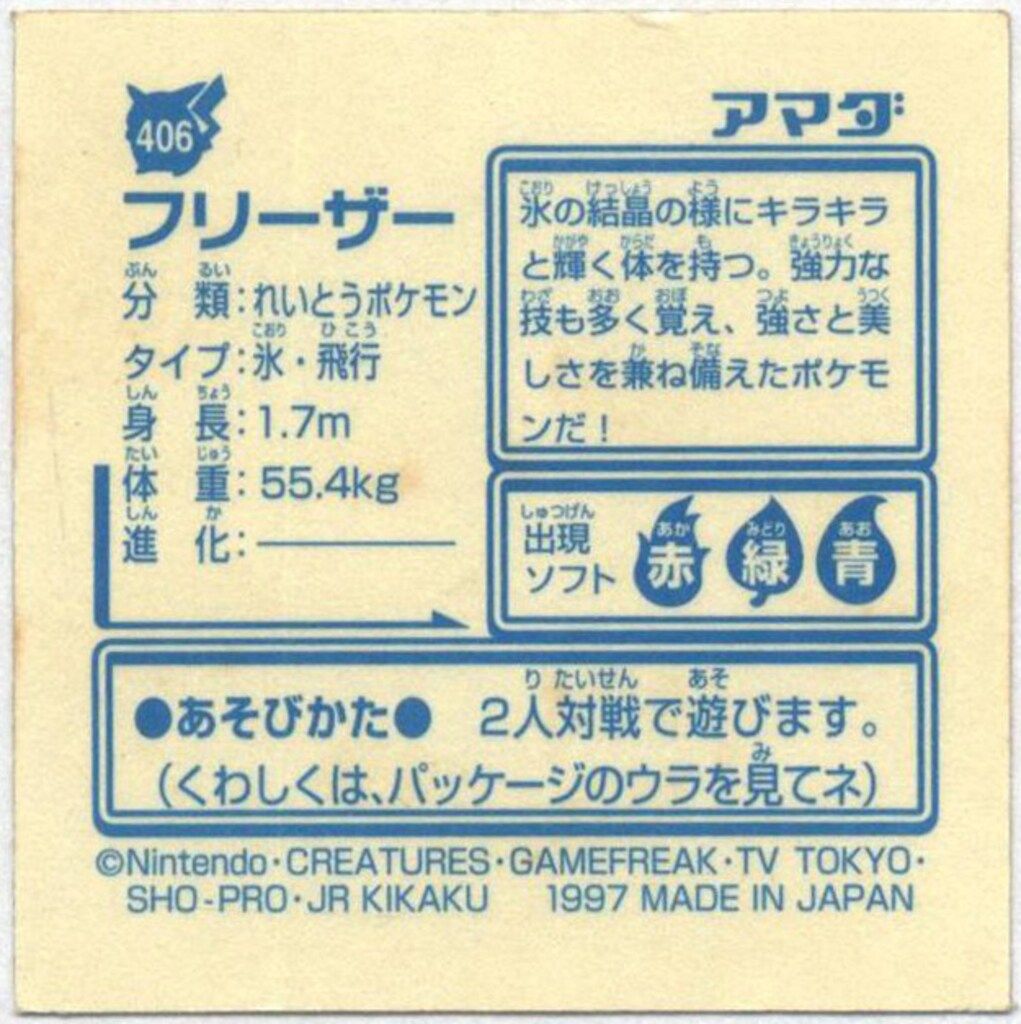 406
アマダ
フリーザー
分類:れいとうポケモン
タイプ:氷・飛行
身長:1.7m
体重:55.4kg
進化:————
氷の結晶の様にキラキラ
と輝く体を持つ。強力な
技も多く覚え、強さと美
しさを兼ね備えたポケモ
ンだ!
出現
ソフト
赤 緑 青
●あそびかた● 2人対戦で遊びます。
(くわしくは、パッケージのウラを見てネ)
©Nintendo・CREATURES・GAMEFREAK・TV TOKYO・
SHO-PRO・JR KIKAKU 1997 MADE IN JAPAN